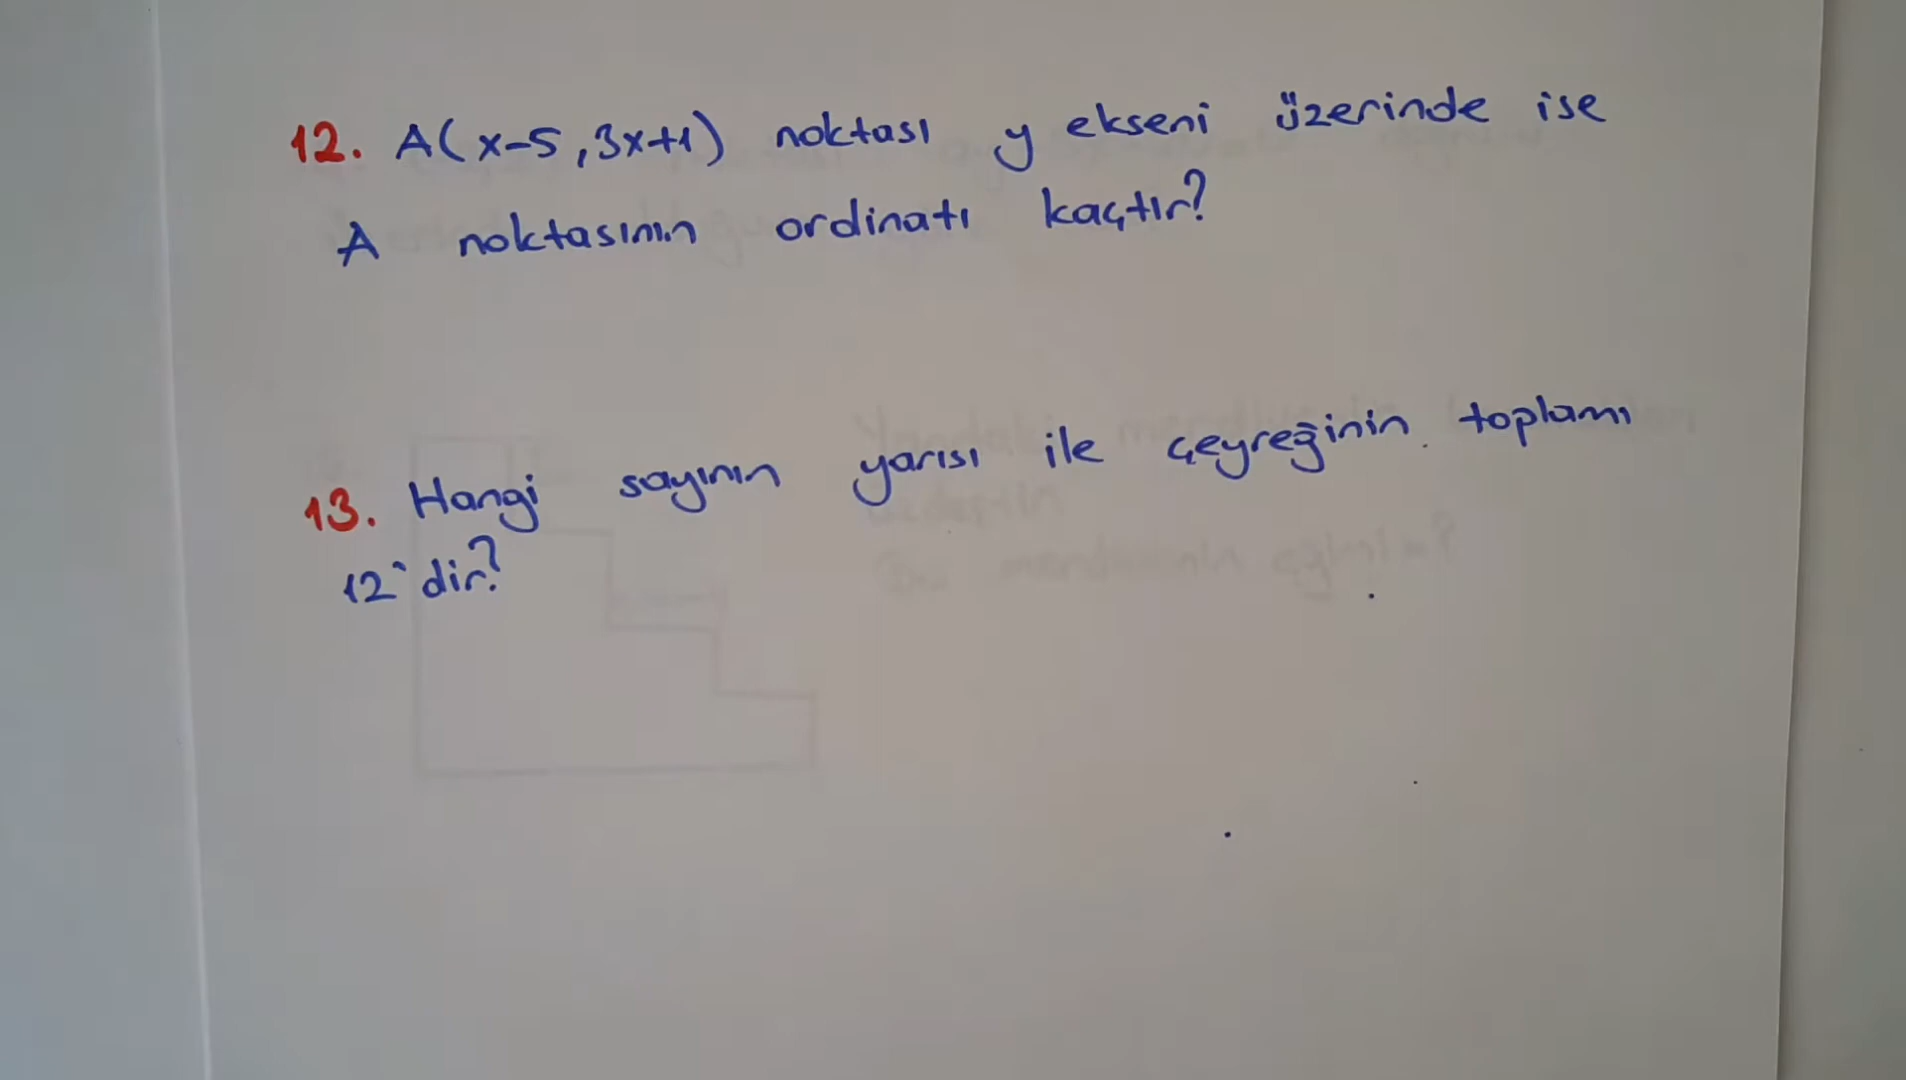 12. A(x-5,3x+1) noktası y ekseni üzerinde ise
A noktasının ordinatı kaçtır?
13. Hangi sayının yarısı ile çeyreğinin toplamı
12'dir?